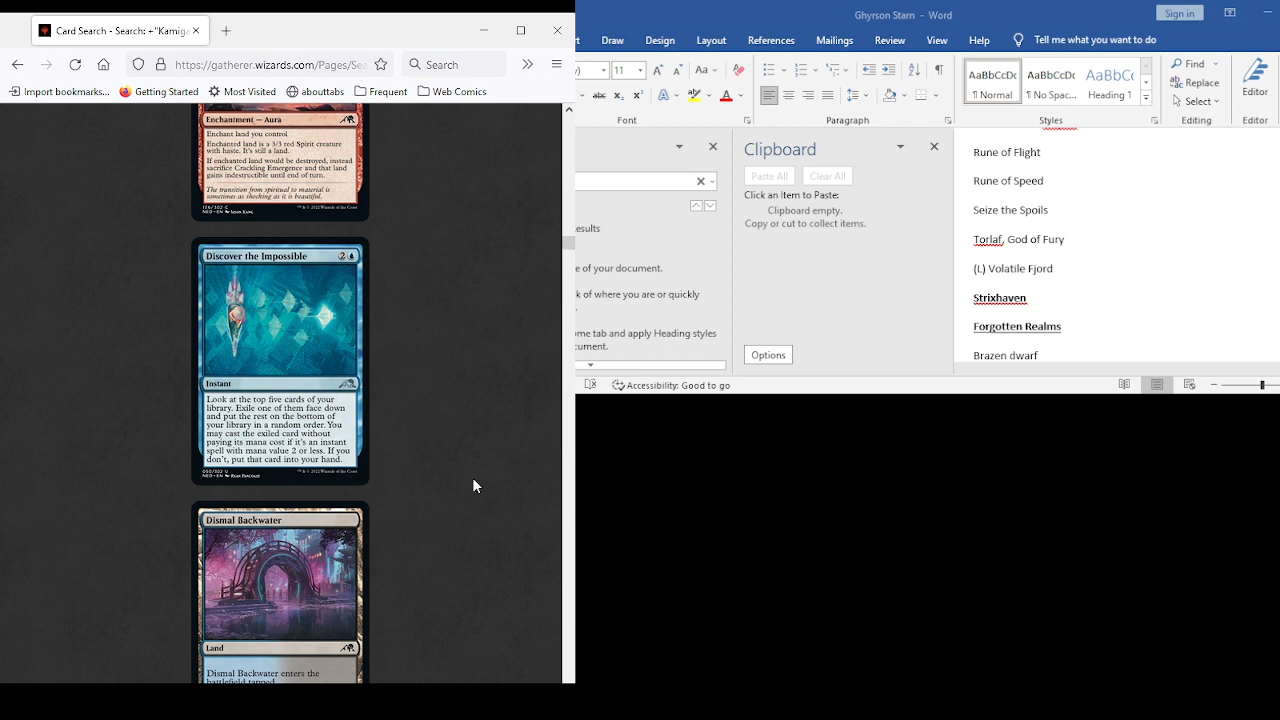 Card Search - Search: +"Kamiga
https://gatherer.wizards.com/Pages/Sea
Search
Import bookmarks...
Getting Started
Most Visited
abouttabs
Frequent
Web Comics
Enchantment — Aura
Enchant land you control
Enchanted land is a 3/3 red Spirit creature
with haste. It's still a land.
If enchanted land would be destroyed, instead
sacrifice Crackling Emergence and that land
gains indestructible until end of turn.
The transition from spiritual to material is
sometimes as shocking as it is beautiful.
Discover the Impossible 2
Instant
Look at the top five cards of your
library. Exile one of them face down
and put the rest on the bottom of
your library in a random order. You
may cast the exiled card without
paying its mana cost if it's an instant
spell with mana value 2 or less. If you
don't, put that card into your hand.
Dismal Backwater
Land
Dismal Backwater enters the
battlefield tapped.
Ghyrson Starn - Word
Sign in
Draw Design Layout References Mailings Review View Help Tell me what you want to do
11
Aa
abc x₂ x²
Font
Paragraph
AaBbCcDc AaBbCcDc AaBbCc
¶ Normal ¶ No Spac... Heading 1
Styles
Find
Replace
Select
Editing
Editor
Editor
esults
e of your document.
k of where you are or quickly
ome tab and apply Heading styles
cument.
Clipboard
Paste All Clear All
Click an Item to Paste:
Clipboard empty.
Copy or cut to collect items.
Options
Rune of Flight
Rune of Speed
Seize the Spoils
Torlaf, God of Fury
(L) Volatile Fjord
Strixhaven
Forgotten Realms
Brazen dwarf
Accessibility: Good to go